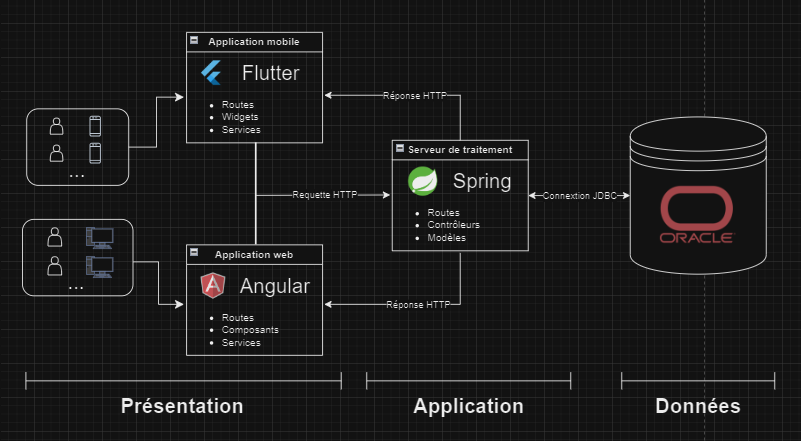 Application mobile
Flutter
Routes
Widgets
Services
Réponse HTTP
Serveur de traitement
Spring
Routes
Contrôleurs
Modèles
Requette HTTP
Connexion JDBC
ORACLE
...
...
Application web
Angular
Routes
Composants
Services
Réponse HTTP
Présentation
Application
Données